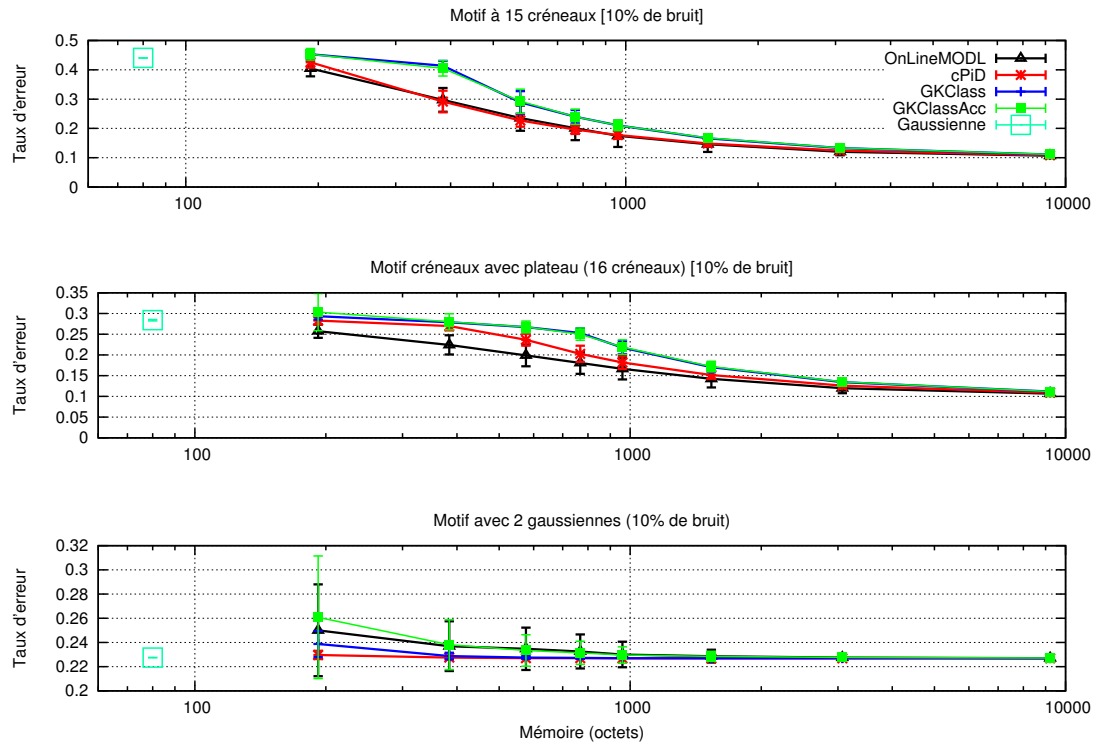 Motif à 15 créneaux [10% de bruit]
Taux d'erreur
0.5
0.4
0.3
0.2
0.1
0
100
1000
10000
OnLineMODL
cPiD
GKClass
GKClassAcc
Gaussienne
Motif créneaux avec plateau (16 créneaux) [10% de bruit]
Taux d'erreur
0.35
0.3
0.25
0.2
0.15
0.1
0.05
0
100
1000
10000
Motif avec 2 gaussiennes (10% de bruit)
Taux d'erreur
0.32
0.3
0.28
0.26
0.24
0.22
0.2
100
1000
10000
Mémoire (octets)